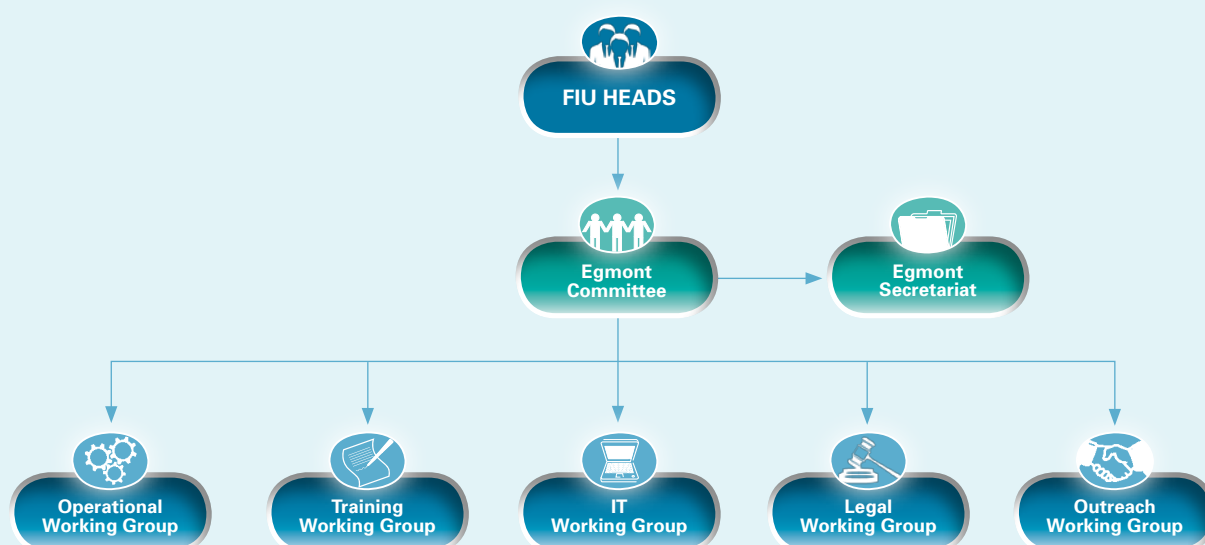 FIU HEADS
Egmont
Committee
Egmont
Secretariat
Operational
Working Group
Training
Working Group
IT
Working Group
Legal
Working Group
Outreach
Working Group